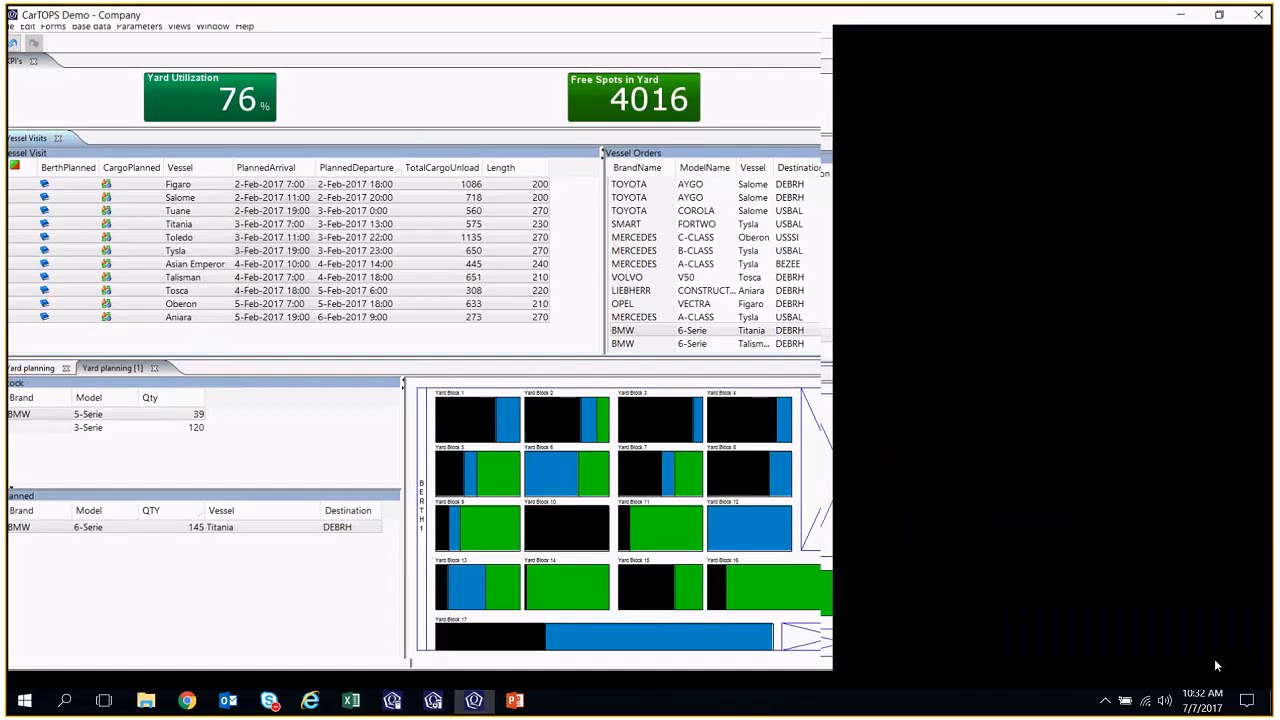 CarTOPS Demo - Company
le Edit Forms Base data Parameters Views Window Help
KPI's
Yard Utilization
76 %
Free Spots in Yard
4016
Vessel Visits
essel Visit
BerthPlanned CargoPlanned Vessel PlannedArrival PlannedDeparture TotalCargoUnload Length
Figaro 2-Feb-2017 7:00 2-Feb-2017 18:00 1086 200
Salome 2-Feb-2017 11:00 2-Feb-2017 20:00 718 200
Tuane 2-Feb-2017 19:00 3-Feb-2017 0:00 560 270
Titania 3-Feb-2017 7:00 3-Feb-2017 13:00 575 230
Toledo 3-Feb-2017 11:00 3-Feb-2017 22:00 1135 270
Tysla 3-Feb-2017 19:00 3-Feb-2017 23:00 650 270
Asian Emperor 4-Feb-2017 10:00 4-Feb-2017 14:00 445 240
Talisman 4-Feb-2017 7:00 4-Feb-2017 18:00 651 210
Tosca 4-Feb-2017 18:00 5-Feb-2017 6:00 308 220
Oberon 5-Feb-2017 7:00 5-Feb-2017 18:00 633 210
Aniara 5-Feb-2017 19:00 6-Feb-2017 9:00 273 270
Vessel Orders
BrandName ModelName Vessel Destinatio
on
TOYOTA AYGO Salome DEBRH
TOYOTA AYGO Salome DEBRH
TOYOTA COROLA Salome USBAL
SMART FORTWO Tysla USBAL
MERCEDES C-CLASS Oberon USSSI
MERCEDES B-CLASS Tysla USBAL
MERCEDES A-CLASS Tysla BEZEE
VOLVO V50 Tosca DEBRH
LIEBHERR CONSTRUCT... Aniara DEBRH
OPEL VECTRA Figaro DEBRH
MERCEDES A-CLASS Tysla USBAL
BMW 6-Serie Titania DEBRH
BMW 6-Serie Talism... DEBRH
Yard planning Yard planning [1]
tock
Brand Model Qty
BMW 5-Serie 39
3-Serie 120
lanned
Brand Model QTY Vessel Destination
BMW 6-Serie 145 Titania DEBRH
BERTH1
Yard Block 1 Yard Block 2 Yard Block 3 Yard Block 4
Yard Block 5 Yard Block 6 Yard Block 7 Yard Block 8
Yard Block 9 Yard Block 10 Yard Block 11 Yard Block 12
Yard Block 13 Yard Block 14 Yard Block 15 Yard Block 16
Yard Block 17
10:32 AM
7/7/2017